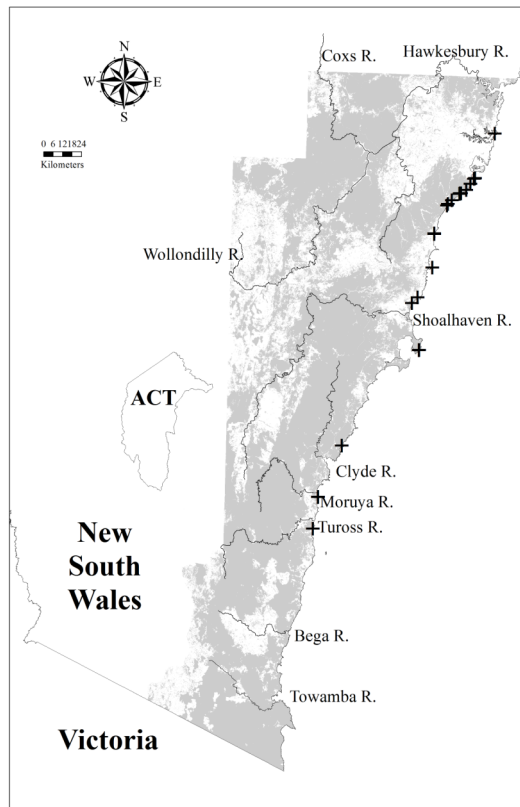 Coxs R.
Hawkesbury R.
N
W E
S
0 6 121824
Kilometers
Wollondilly R.
Shoalhaven R.
ACT
Clyde R.
Moruya R.
Tuross R.
New
South
Wales
Bega R.
Towamba R.
Victoria